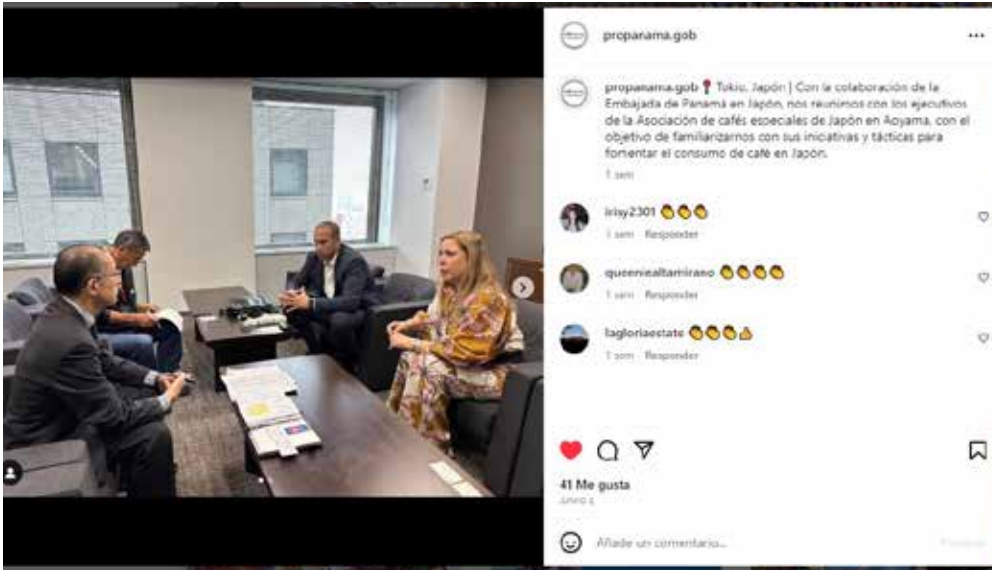 propanama.gob
propanama.gob Tokio, Japón | Con la colaboración de la
Embajada de Panamá en Japón, nos reunimos con los ejecutivos
de la Asociación de cafés especiales de Japón en Aoyama, con el
objetivo de familiarizarnos con sus iniciativas y tácticas para
fomentar el consumo de café en Japón.
1 sem
irisy2301
1 sem Responder
queeniealtamirano
1 sem Responder
lagloriaestate
1 sem Responder
41 Me gusta
Añade un comentario...